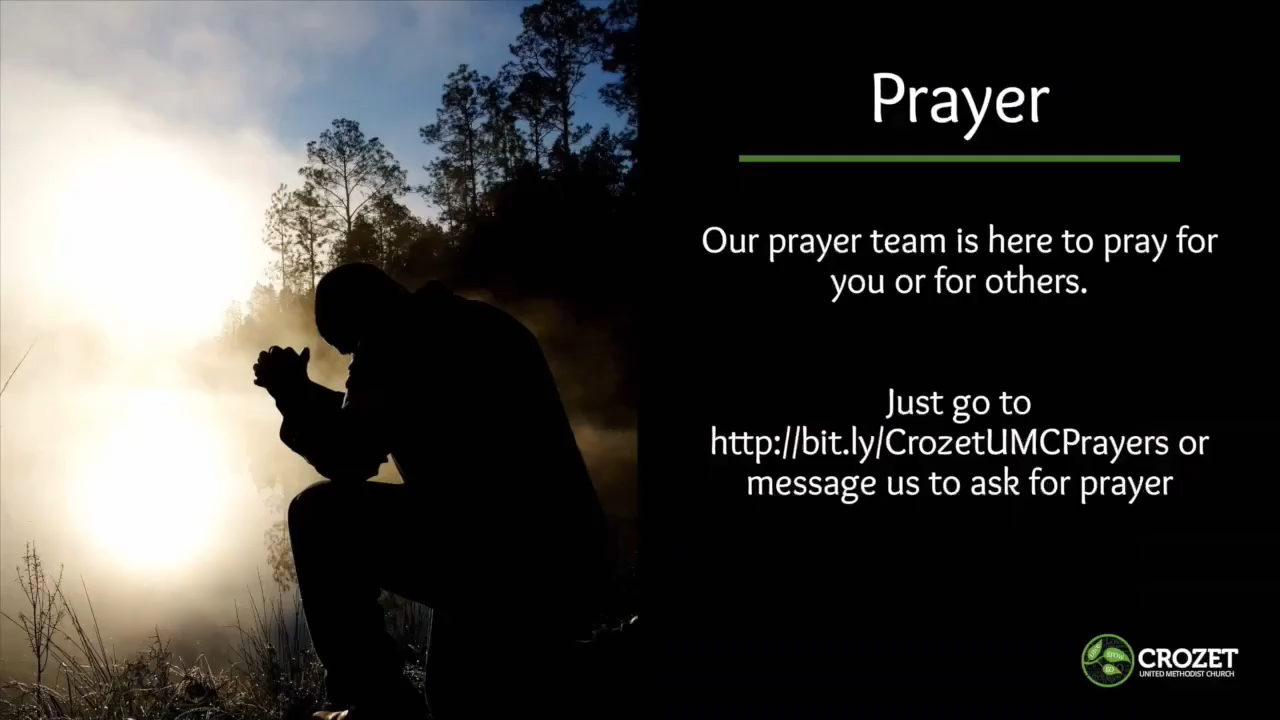 Prayer
Our prayer team is here to pray for
you or for others.
Just go to
http://bit.ly/CrozetUMCPrayers or
message us to ask for prayer
CROZET
UNITED METHODIST CHURCH